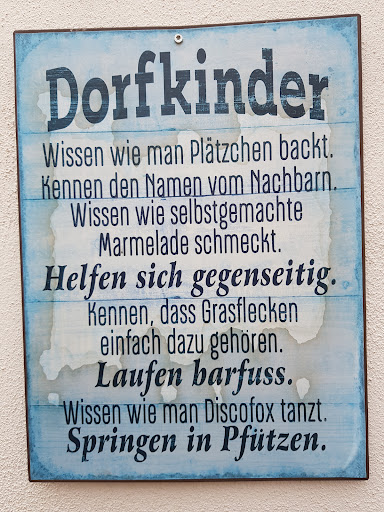 Dorfkinder
Wissen wie man Plätzchen backt.
Kennen den Namen vom Nachbarn.
Wissen wie selbstgemachte
Marmelade schmeckt.
Helfen sich gegenseitig.
Kennen, dass Grasflecken
einfach dazu gehören.
Laufen barfuss.
Wissen wie man Discofox tanzt.
Springen in Pfützen.